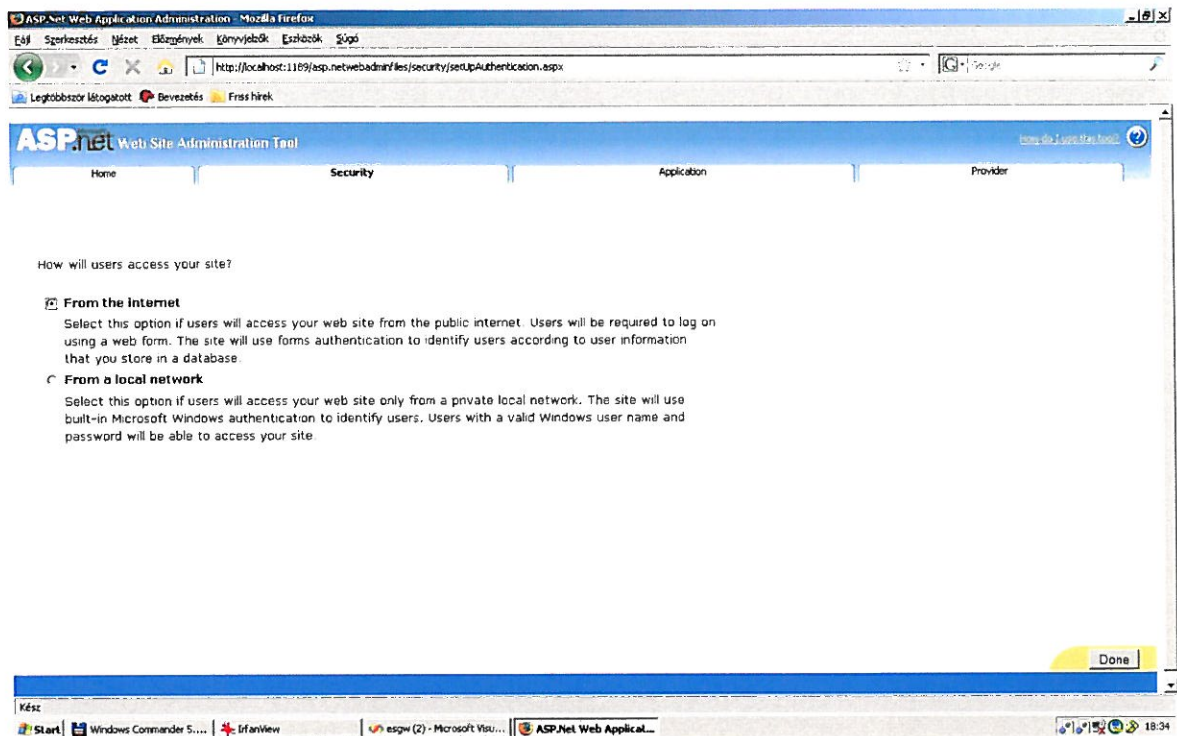 ASP.Net Web Application Administration - Mozilla Firefox
Fájl Szerkesztés Nézet Előzmények Könyvjelzők Eszközök Súgó
http://localhost:1189/asp.netwebadminfiles/security/setUpAuthentication.aspx
Google
Legtöbbször látogatott Bevezetés Friss hírek
ASP.net Web Site Administration Tool
How do I use this tool?
Home Security Application Provider
How will users access your site?
From the internet
Select this option if users will access your web site from the public internet. Users will be required to log on
using a web form. The site will use forms authentication to identify users according to user information
that you store in a database.
From a local network
Select this option if users will access your web site only from a private local network. The site will use
built-in Microsoft Windows authentication to identify users. Users with a valid Windows user name and
password will be able to access your site.
Done
Kész
Start Windows Commander 5.... IrfanView esgw (2) - Microsoft Visu... ASP.Net Web Applicat... 18:34